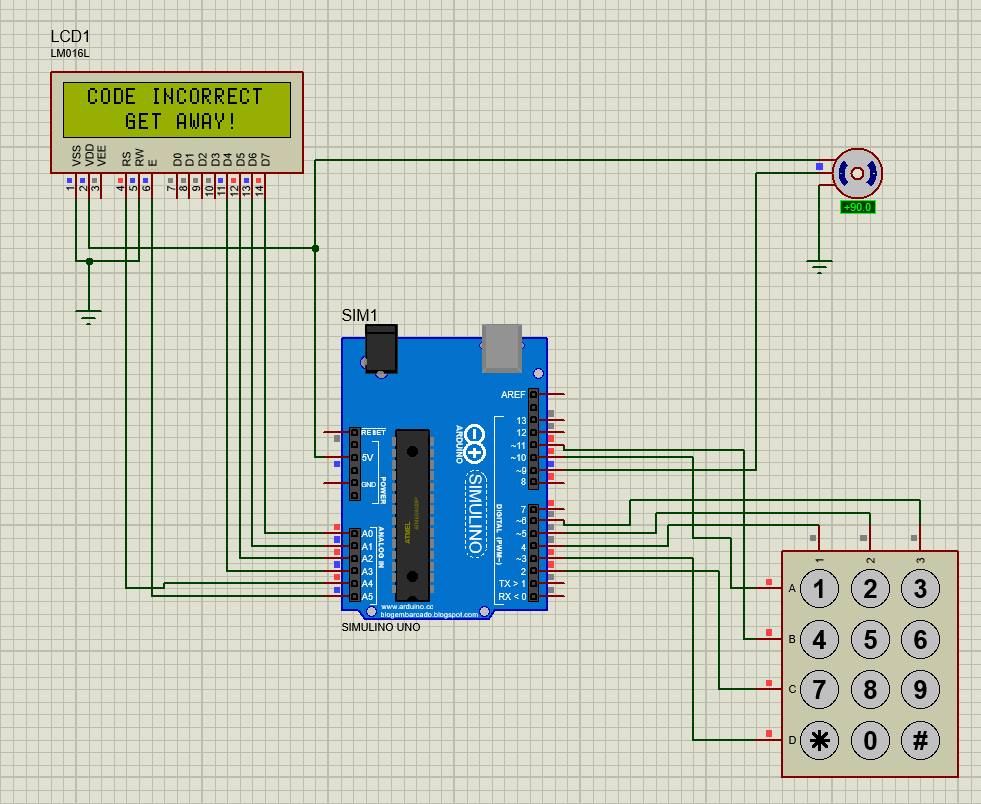 LCD1
LM016L
CODE INCORRECT
GET AWAY!
VSS VDD VEE RS RW E D0 D1 D2 D3 D4 D5 D6 D7
1 2 3 4 5 6 7 8 9 10 11 12 13 14
+90.0
SIM1
AREF
13
12
~11
~10
~9
8
RESET
5V
GND
POWER
ARDUINO
SIMULINO
ATMEL
DIGITAL (PWM~)
7
~6
~5
4
~3
2
TX > 1
RX < 0
ANALOG IN
A0
A1
A2
A3
A4
A5
www.arduino.cc
blogembarcado.blogspot.com
SIMULINO UNO
1 2 3
A 1 2 3
B 4 5 6
C 7 8 9
D * 0 #